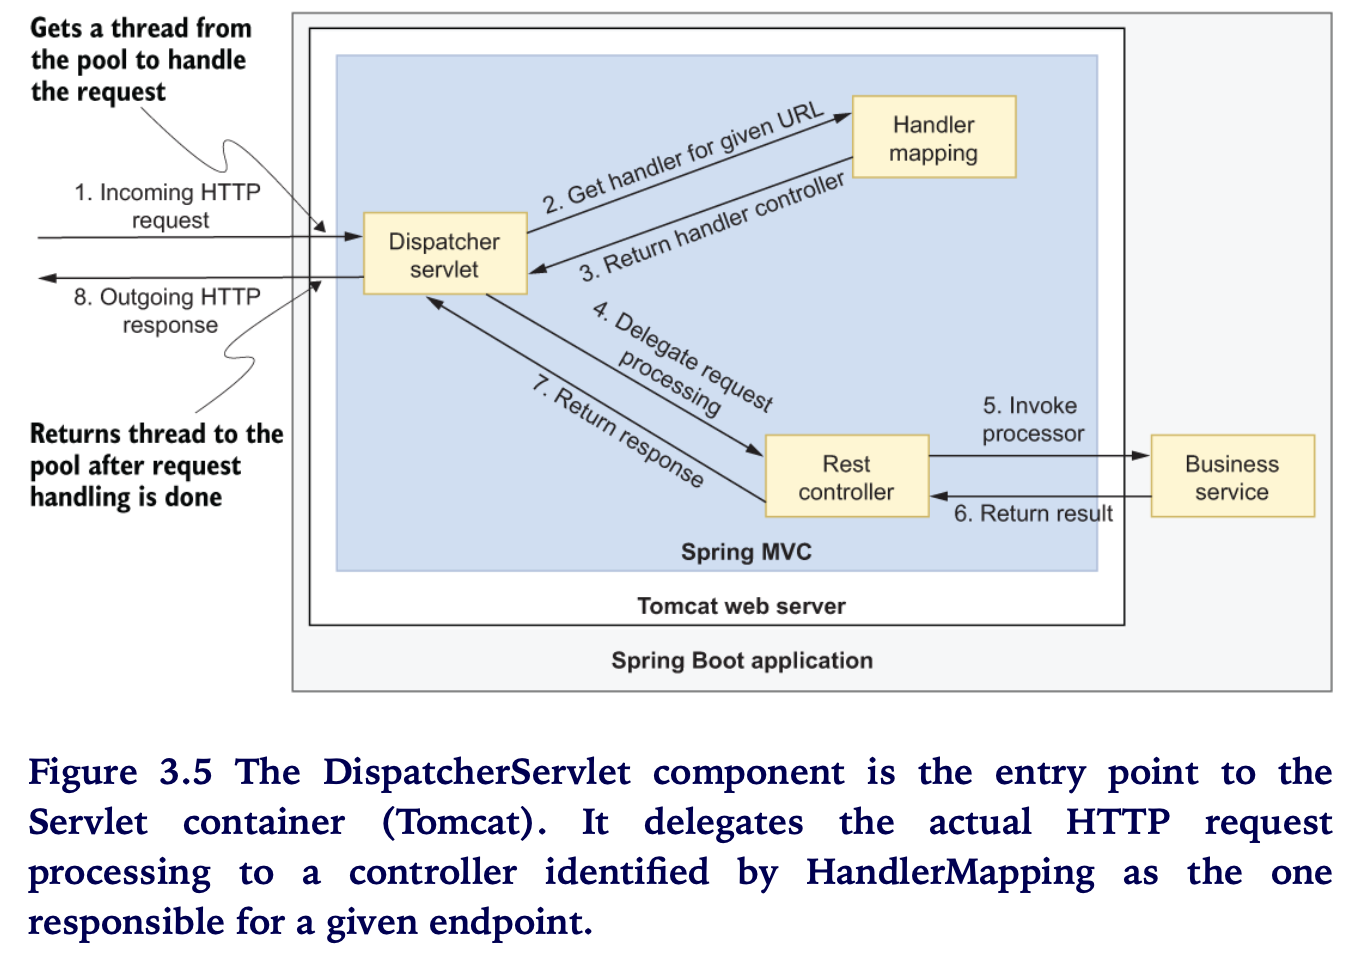 Gets a thread from
the pool to handle
the request
1. Incoming HTTP
request
8. Outgoing HTTP
response
Returns thread to the
pool after request
handling is done
Dispatcher
servlet
2. Get handler for given URL
3. Return handler controller
Handler
mapping
4. Delegate request
processing
7. Return response
Rest
controller
5. Invoke
processor
6. Return result
Business
service
Spring MVC
Tomcat web server
Spring Boot application
Figure 3.5 The DispatcherServlet component is the entry point to the
Servlet container (Tomcat). It delegates the actual HTTP request
processing to a controller identified by HandlerMapping as the one
responsible for a given endpoint.